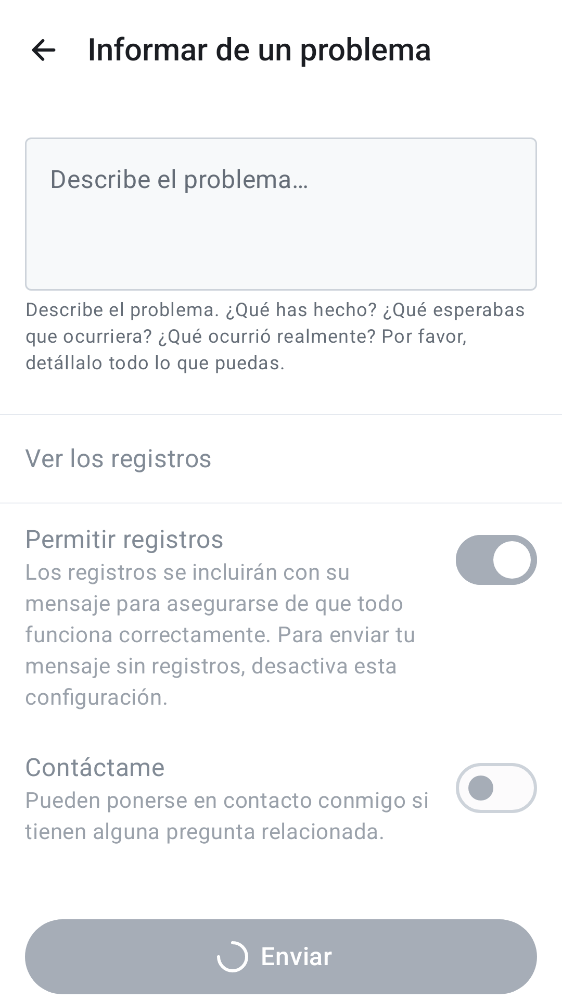 Informar de un problema
Describe el problema…
Describe el problema. ¿Qué has hecho? ¿Qué esperabas
que ocurriera? ¿Qué ocurrió realmente? Por favor,
detállalo todo lo que puedas.
Ver los registros
Permitir registros
Los registros se incluirán con su
mensaje para asegurarse de que todo
funciona correctamente. Para enviar tu
mensaje sin registros, desactiva esta
configuración.
Contáctame
Pueden ponerse en contacto conmigo si
tienen alguna pregunta relacionada.
Enviar